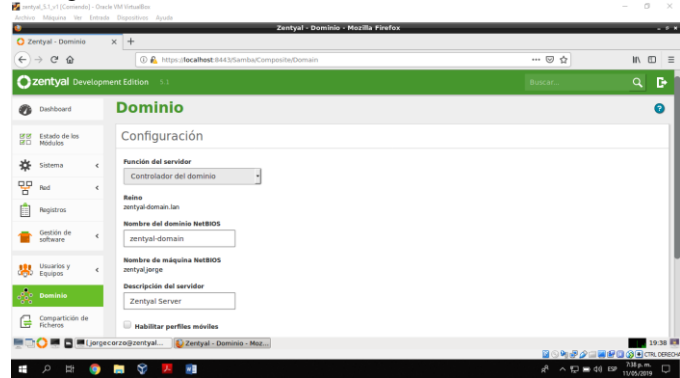 zentyal_5.1_v1 [Corriendo] - Oracle VM VirtualBox
Archivo Máquina Ver Entrada Dispositivos Ayuda
Zentyal - Dominio - Mozilla Firefox
Zentyal - Dominio
https://localhost:8443/Samba/Composite/Domain
zentyal Development Edition 5.1
Buscar...
Dashboard
Dominio
Estado de los Módulos
Configuración
Sistema
Función del servidor
Controlador del dominio
Red
Reino
zentyal-domain.lan
Registros
Nombre del dominio NetBIOS
Gestión de software
zentyal-domain
Usuarios y Equipos
Nombre de máquina NetBIOS
zentyaljorge
Dominio
Descripción del servidor
Zentyal Server
Compartición de Ficheros
Habilitar perfiles móviles
[jorgecorzo@zentyal...
Zentyal - Dominio - Moz...
19:38
CTRL DERECHA
ESP
7:38 p. m.
11/05/2019